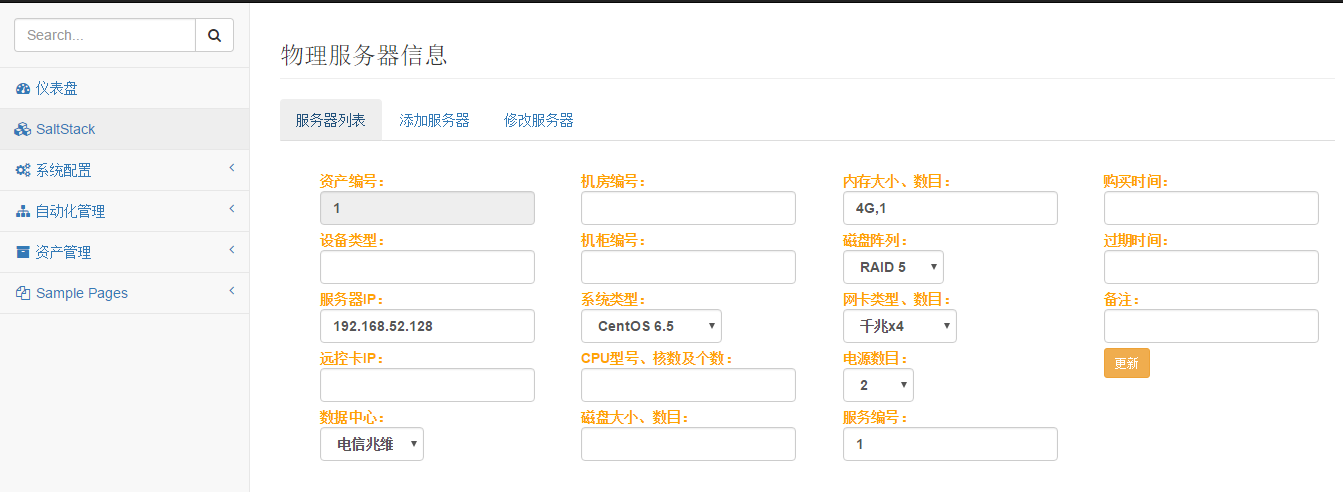 Search...
仪表盘
SaltStack
系统配置
自动化管理
资产管理
Sample Pages
物理服务器信息
服务器列表 添加服务器 修改服务器
资产编号： 机房编号： 内存大小、数目： 购买时间：
1 4G,1
设备类型： 机柜编号： 磁盘阵列： 过期时间：
RAID 5
服务器IP： 系统类型： 网卡类型、数目： 备注：
192.168.52.128 CentOS 6.5 千兆x4
远控卡IP： CPU型号、核数及个数： 电源数目： 更新
2
数据中心： 磁盘大小、数目： 服务编号：
电信兆维 1